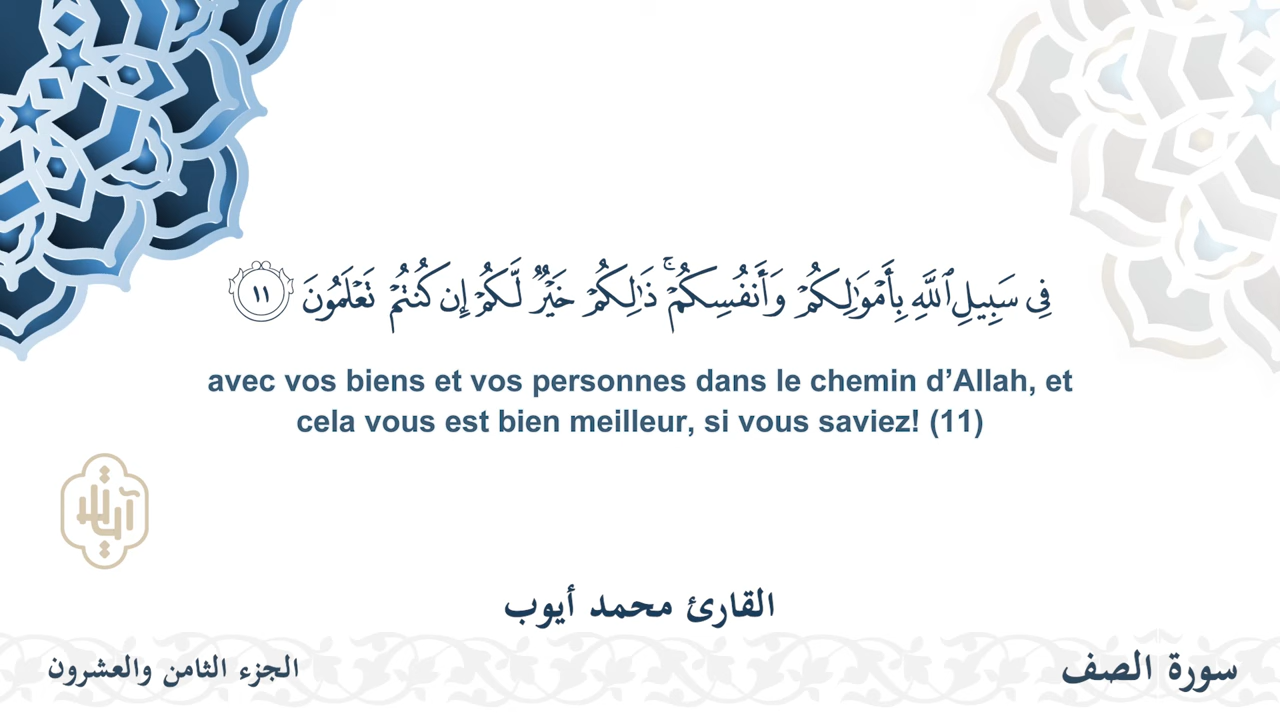 فِى سَبِيلِ ٱللَّهِ بِأَمْوَٰلِكُمْ وَأَنفُسِكُمْ ۚ ذَٰلِكُمْ خَيْرٌ لَّكُمْ إِن كُنتُمْ تَعْلَمُونَ ١١
avec vos biens et vos personnes dans le chemin d’Allah, et
cela vous est bien meilleur, si vous saviez! (11)
القارئ محمد أيوب
سورة الصف
الجزء الثامن والعشرون